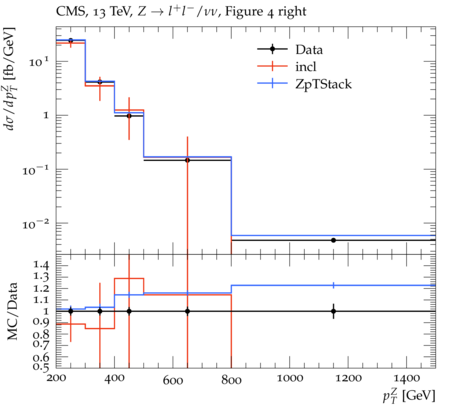 CMS, 13 TeV, Z → l⁺l⁻/νν, Figure 4 right
dσ/dp_T^Z [fb/GeV]
10¹
1
10⁻¹
10⁻²
Data
incl
ZpTStack
MC/Data
1.4
1.3
1.2
1.1
1
0.9
0.8
0.7
0.6
0.5
200 400 600 800 1000 1200 1400
p_T^Z [GeV]